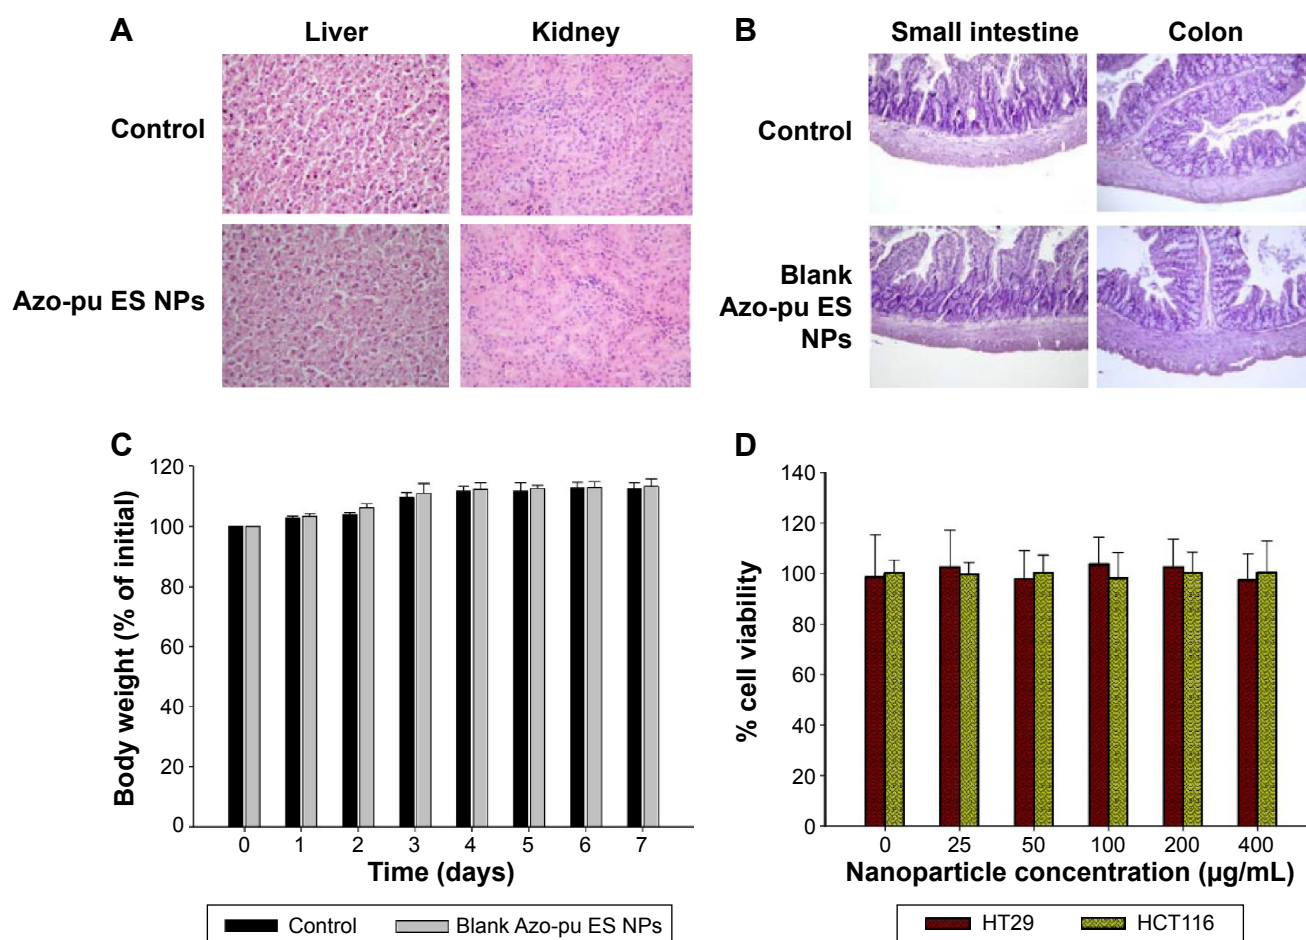 A
Liver
Kidney
Control
Azo-pu ES NPs
B
Small intestine
Colon
Control
Blank
Azo-pu ES
NPs
C
120
100
80
60
40
20
0
Body weight (% of initial)
0 1 2 3 4 5 6 7
Time (days)
Control
Blank Azo-pu ES NPs
D
140
120
100
80
60
40
20
0
% cell viability
0 25 50 100 200 400
Nanoparticle concentration (µg/mL)
HT29
HCT116